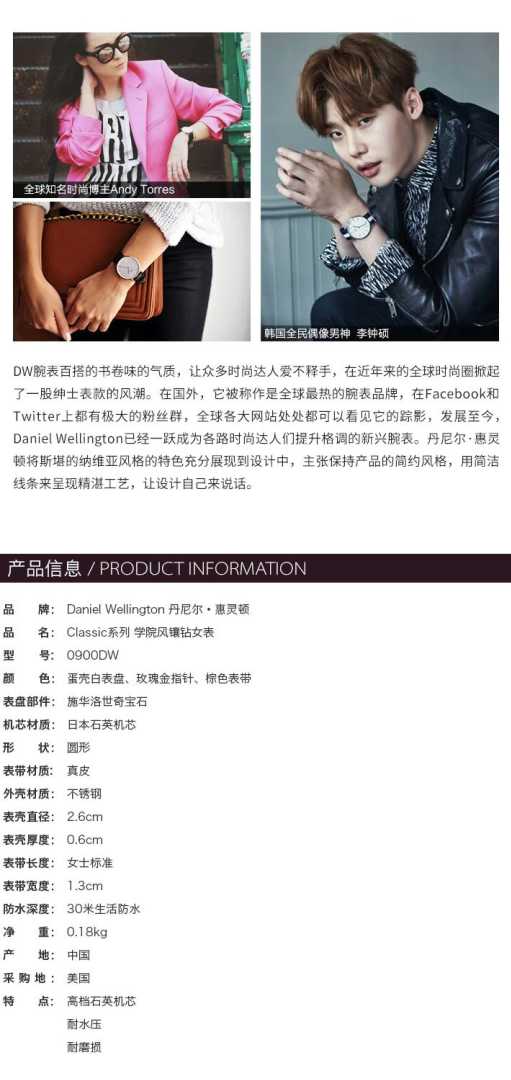 全球知名时尚博主Andy Torres
韩国全民偶像男神 李钟硕
DW腕表百搭的书卷味的气质，让众多时尚达人爱不释手，在近年来的全球时尚圈掀起
了一股绅士表款的风潮。在国外，它被称作是全球最热的腕表品牌，在Facebook和
Twitter上都有极大的粉丝群，全球各大网站处处都可以看见它的踪影，发展至今，
Daniel Wellington已经一跃成为各路时尚达人们提升格调的新兴腕表。丹尼尔·惠灵
顿将斯堪的纳维亚风格的特色充分展现到设计中，主张保持产品的简约风格，用简洁
线条来呈现精湛工艺，让设计自己来说话。
产品信息 / PRODUCT INFORMATION
品 牌： Daniel Wellington 丹尼尔·惠灵顿
品 名： Classic系列 学院风镶钻女表
型 号： 0900DW
颜 色： 蛋壳白表盘、玫瑰金指针、棕色表带
表盘部件： 施华洛世奇宝石
机芯材质： 日本石英机芯
形 状： 圆形
表带材质： 真皮
外壳材质： 不锈钢
表壳直径： 2.6cm
表壳厚度： 0.6cm
表带长度： 女士标准
表带宽度： 1.3cm
防水深度： 30米生活防水
净 重： 0.18kg
产 地： 中国
采 购 地 ： 美国
特 点： 高档石英机芯
耐水压
耐磨损